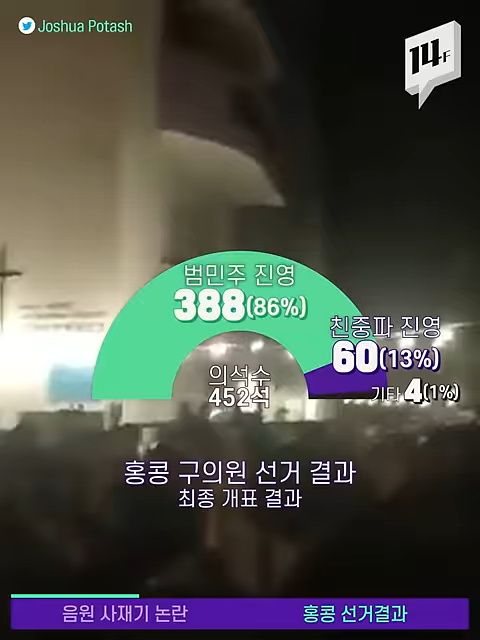 Joshua Potash
14F
범민주 진영
388(86%)
친중파 진영
60(13%)
기타 4(1%)
의석수
452석
홍콩 구의원 선거 결과
최종 개표 결과
음원 사재기 논란
홍콩 선거결과